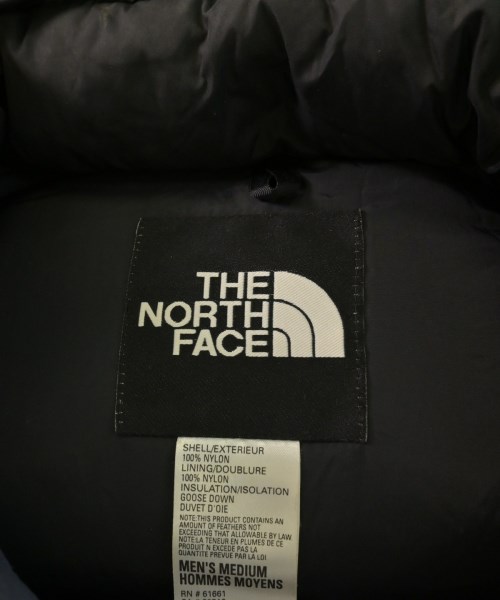 THE
NORTH
FACE
SHELL/EXTERIEUR
100% NYLON
LINING/DOUBLURE
100% NYLON
INSULATION/ISOLATION
GOOSE DOWN
DUVET D'OIE
NOTE:THIS PRODUCT CONTAINS AN
AMOUNT OF FEATHERS NOT
EXCEEDING THAT ALLOWABLE BY LAW
NOTE:LA TENEUR EN PLUMES DE CE
PRODUIT N EXCEDE PAS LA
QUANTITE PREVUE PAR LA LOI
MEN'S MEDIUM
HOMMES MOYENS
RN # 61661